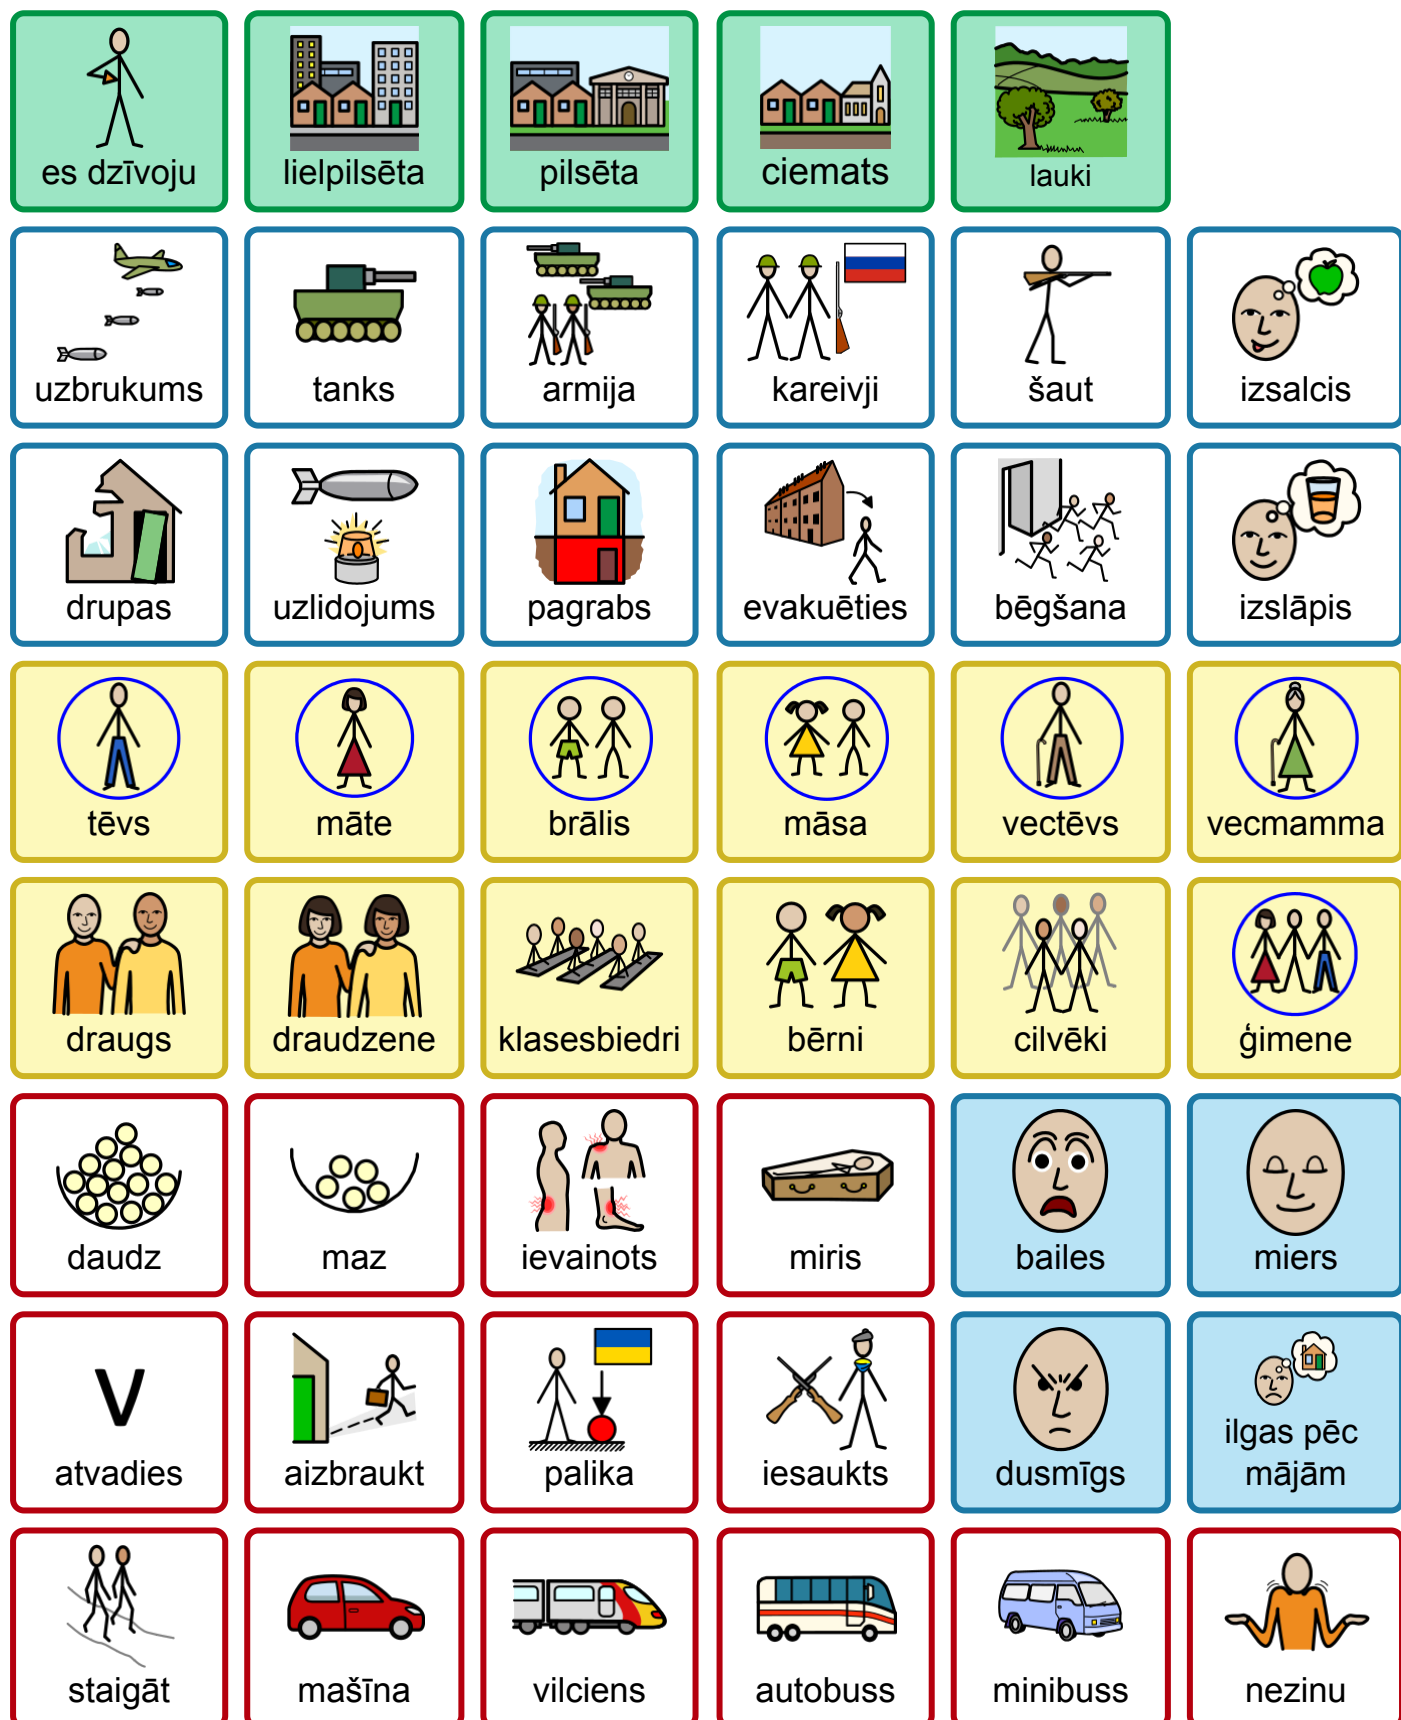 es dzīvoju
lielpilsēta
pilsēta
ciemats
lauki
uzbrukums
tanks
armija
kareivji
šaut
izsalcis
drupas
uzlidojums
pagrabs
evakuēties
bēgšana
izslāpis
tēvs
māte
brālis
māsa
vectēvs
vecmamma
draugs
draudzene
klasesbiedri
bērni
cilvēki
ģimene
daudz
maz
ievainots
miris
bailes
miers
v
atvadies
aizbraukt
palika
iesaukts
dusmīgs
ilgas pēc
mājām
staigāt
mašīna
vilciens
autobuss
minibuss
nezinu